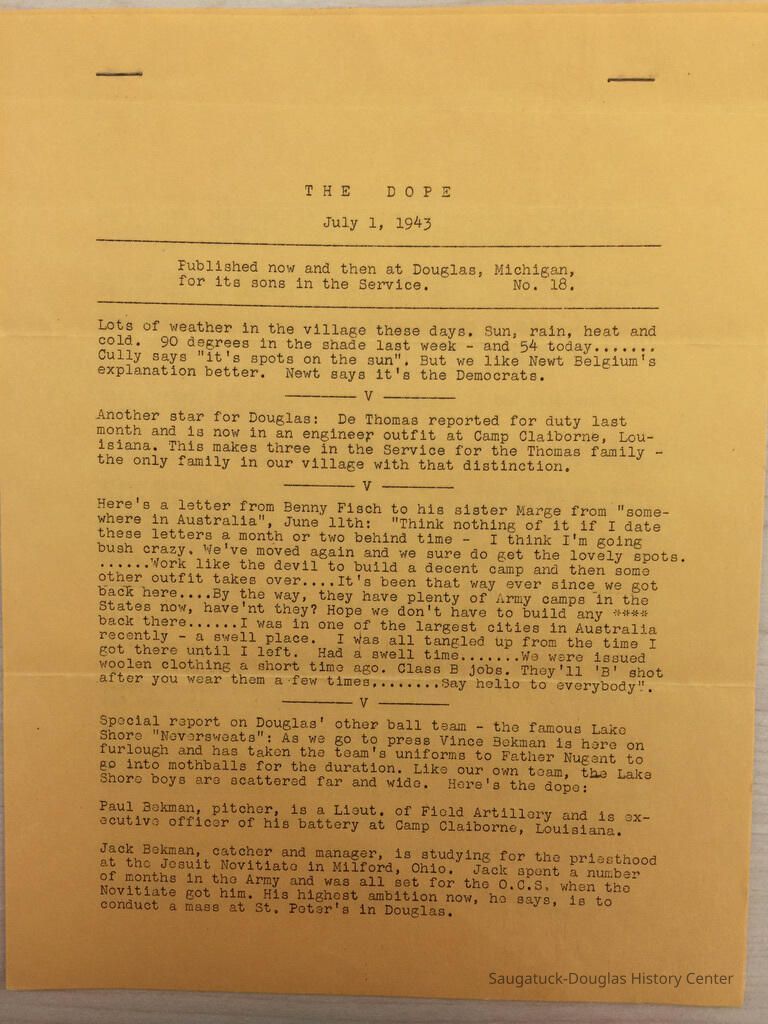 THE DOPE
July 1, 1943
Published now and then at Douglas, Michigan,
for its sons in the Service. No. 18.
Lots of weather in the village these days. Sun, rain, heat and
cold. 90 degrees in the shade last week - and 54 today.......
Cully says "it's spots on the sun". But we like Newt Belgium's
explanation better. Newt says it's the Democrats.
V
Another star for Douglas: De Thomas reported for duty last
month and is now in an engineer outfit at Camp Claiborne, Lou-
isiana. This makes three in the Service for the Thomas family -
the only family in our village with that distinction.
V
Here's a letter from Benny Fisch to his sister Marge from "some-
where in Australia", June 11th: "Think nothing of it if I date
these letters a month or two behind time - I think I'm going
bush crazy. We've moved again and we sure do get the lovely spots.
......Work like the devil to build a decent camp and then some
other outfit takes over....It's been that way ever since we got
back here....By the way, they have plenty of Army camps in the
States now, have'nt they? Hope we don't have to build any ****
back there......I was in one of the largest cities in Australia
recently - a swell place. I was all tangled up from the time I
got there until I left. Had a swell time.......We were issued
woolen clothing a short time ago. Class B jobs. They'll 'B' shot
after you wear them a few times,.......Say hello to everybody".
V
Special report on Douglas' other ball team - the famous Lake
Shore "Neversweats": As we go to press Vince Bekman is here on
furlough and has taken the team's uniforms to Father Nugent to
go into mothballs for the duration. Like our own team, the Lake
Shore boys are scattered far and wide. Here's the dope:
Paul Bekman, pitcher, is a Lieut. of Field Artillery and is ex-
ecutive officer of his battery at Camp Claiborne, Louisiana.
Jack Bekman, catcher and manager, is studying for the priesthood
at the Jesuit Novitiate in Milford, Ohio. Jack spent a number
of months in the Army and was all set for the O.C.S. when the
Novitiate got him. His highest ambition now, he says, is to
conduct a mass at St. Peter's in Douglas.
Saugatuck-Douglas History Center